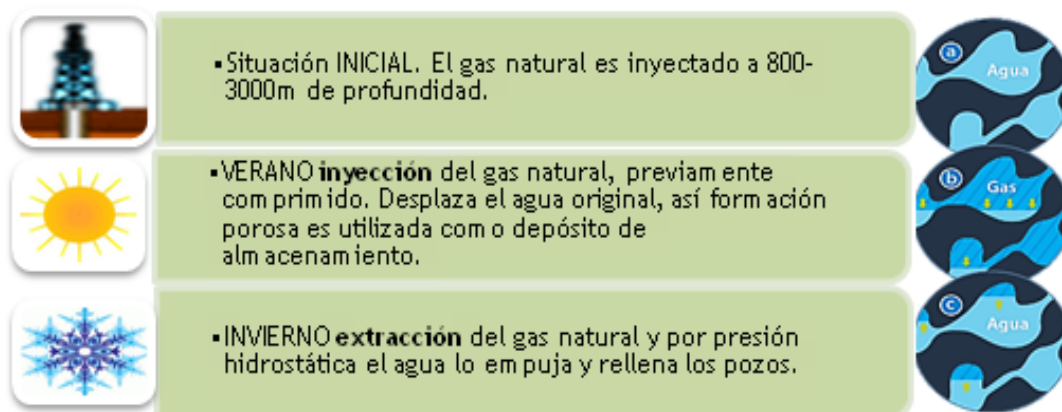 ▪Situación INICIAL. El gas natural es inyectado a 800-
3000m de profundidad.
a
Agua
▪VERANO inyección del gas natural, previamente
comprimido. Desplaza el agua original, así formación
porosa es utilizada como depósito de
almacenamiento.
b
Gas
▪INVIERNO extracción del gas natural y por presión
hidrostática el agua lo empuja y rellena los pozos.
c
Agua